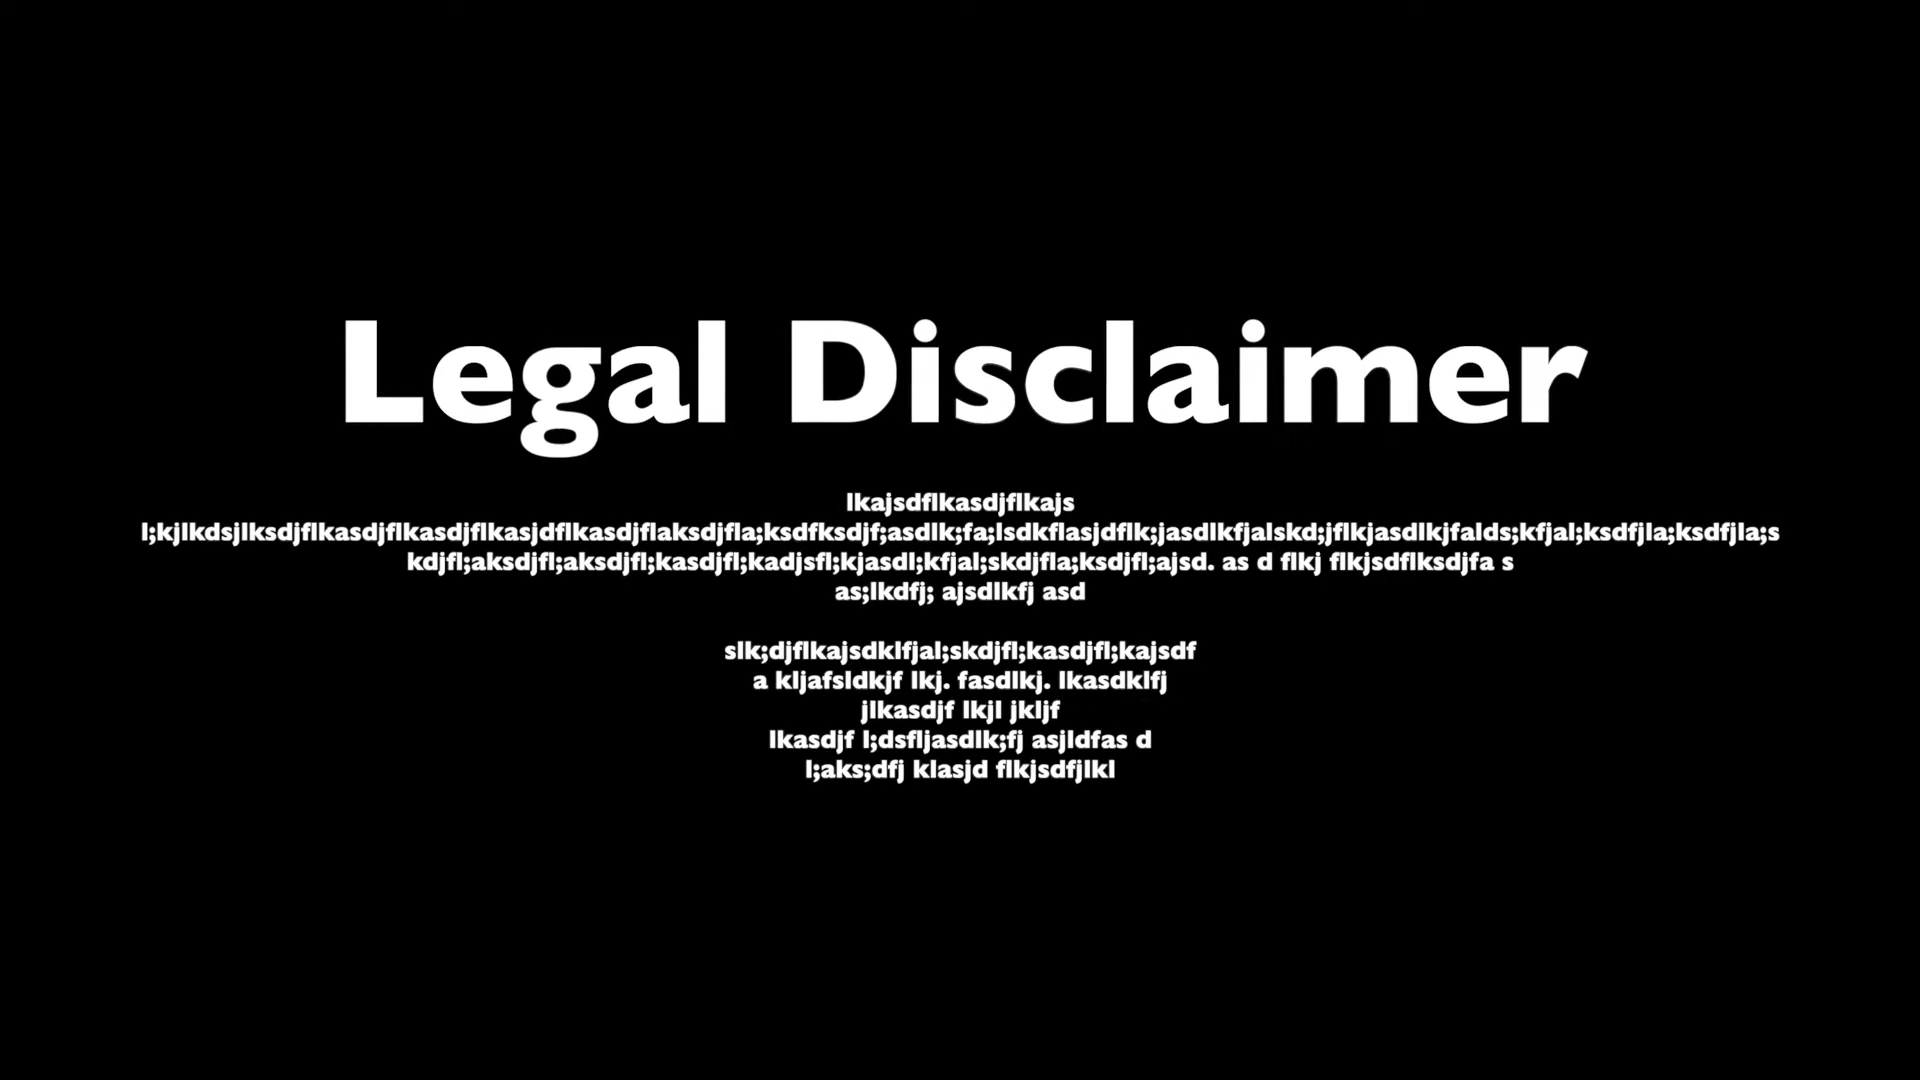 Legal Disclaimer
lkajsdflkasdjflkajs
l;kjlkdsjlksdjflkasdjflkasdjflkasjdflkasdjflaksdjfla;ksdfksdjf;asdlk;fa;lsdkflasjdflk;jasdlkfjalskd;jflkjasdlkjfalds;kfjal;ksdfjla;ksdfjla;s
kdjfl;aksdjfl;aksdjfl;kasdjfl;kadjsfl;kjasdl;kfjal;skdjfla;ksdjfl;ajsd. as d flkj flkjsdflksdjfa s
as;lkdfj; ajsdlkfj asd
slk;djflkajsdklfjal;skdjfl;kasdjfl;kajsdf
a kljafsldkjf lkj. fasdlkj. lkasdklfj
jlkasdjf lkjl jkljf
lkasdjf l;dsfljasdlk;fj asjldfas d
l;aks;dfj klasjd flkjsdfjlkl